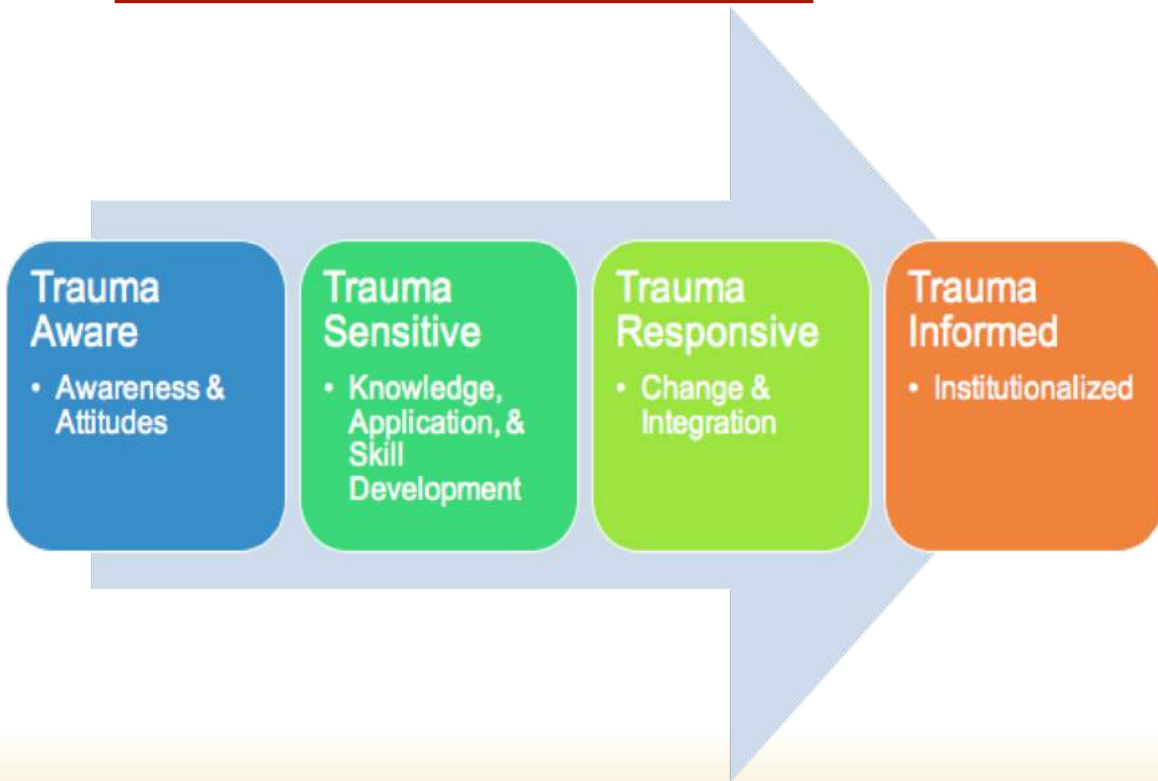 Trauma
Aware
• Awareness &
Attitudes
Trauma
Sensitive
• Knowledge,
Application, &
Skill
Development
Trauma
Responsive
• Change &
Integration
Trauma
Informed
• Institutionalized